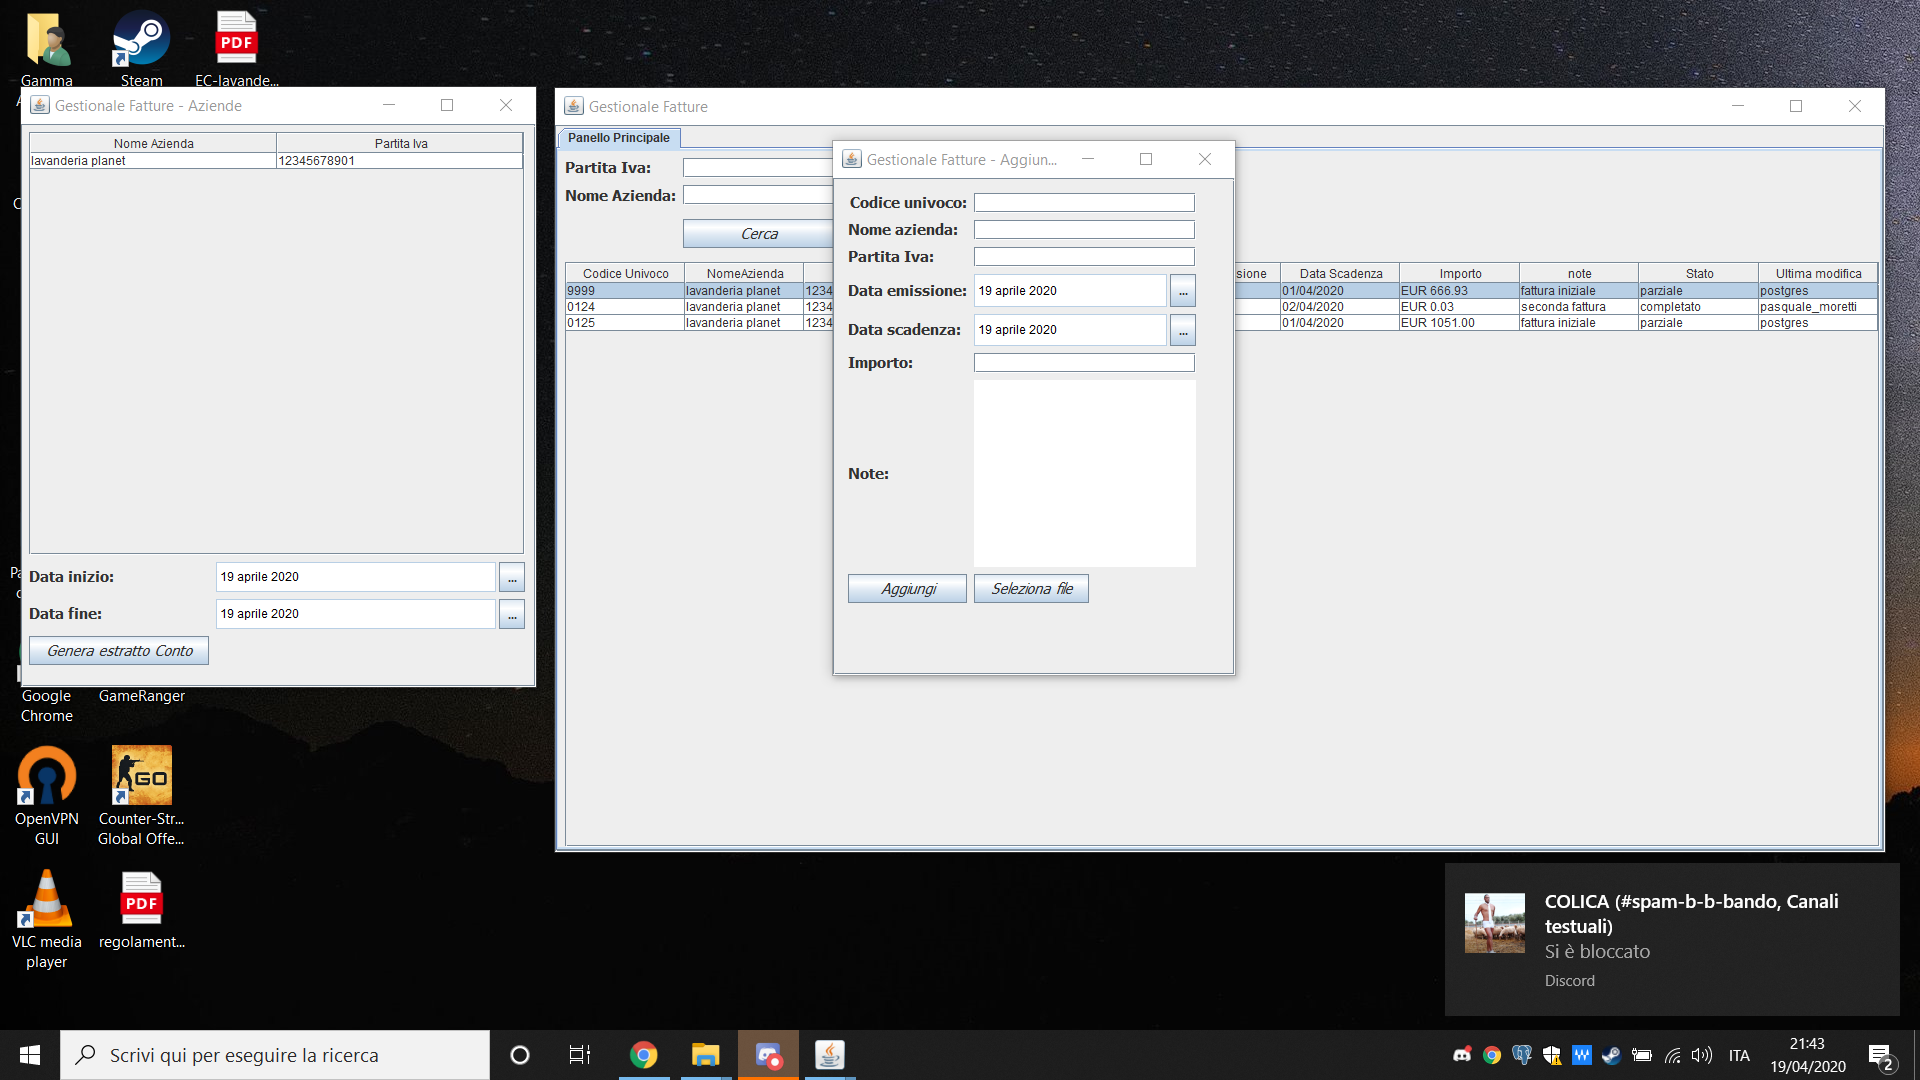 Gamma
Steam
EC-lavande...
Gestionale Fatture - Aziende
Nome Azienda Partita Iva
lavanderia planet 12345678901
Data inizio: 19 aprile 2020 ...
Data fine: 19 aprile 2020 ...
Genera estratto Conto
Gestionale Fatture
Panello Principale
Partita Iva:
Nome Azienda:
Cerca
Codice Univoco NomeAzienda sione Data Scadenza Importo note Stato Ultima modifica
9999 lavanderia planet 1234 01/04/2020 EUR 666.93 fattura iniziale parziale postgres
0124 lavanderia planet 1234 02/04/2020 EUR 0.03 seconda fattura completato pasquale_moretti
0125 lavanderia planet 1234 01/04/2020 EUR 1051.00 fattura iniziale parziale postgres
Gestionale Fatture - Aggiun...
Codice univoco:
Nome azienda:
Partita Iva:
Data emissione: 19 aprile 2020 ...
Data scadenza: 19 aprile 2020 ...
Importo:
Note:
Aggiungi Seleziona file
Google
Chrome
GameRanger
OpenVPN
GUI
GO
Counter-Str...
Global Offe...
VLC media
player
PDF
regolament...
PDF
COLICA (#spam-b-b-bando, Canali
testuali)
Si è bloccato
Discord
Scrivi qui per eseguire la ricerca
ITA
21:43
19/04/2020
2